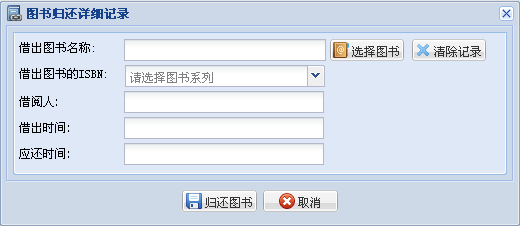 图书归还详细记录
借出图书名称: 选择图书 清除记录
借出图书的ISBN: 请选择图书系列
借阅人:
借出时间:
应还时间:
归还图书 取消